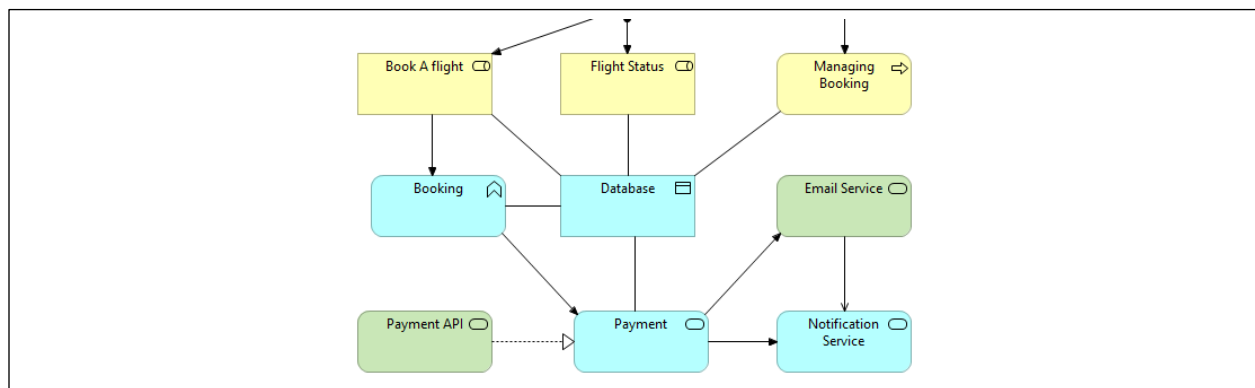 Book A flight
Flight Status
Managing
Booking
Booking
Database
Email Service
Payment API
Payment
Notification
Service